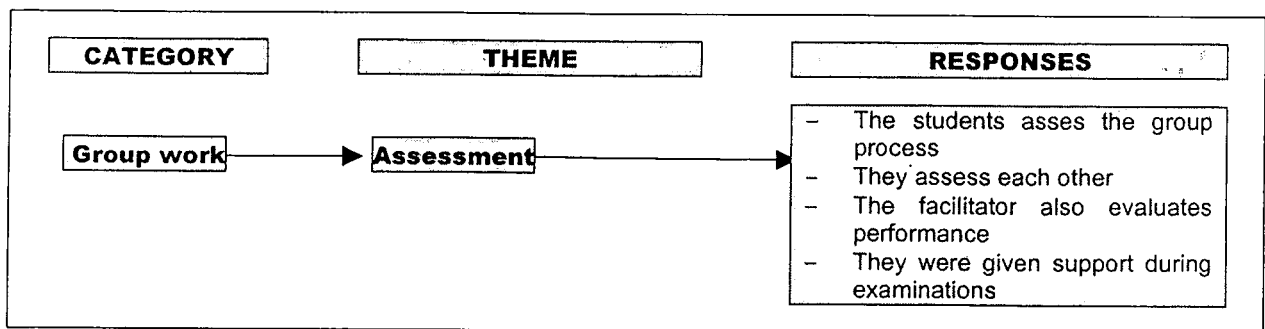 CATEGORY
THEME
RESPONSES
Group work
Assessment
– The students asses the group
process
– They assess each other
– The facilitator also evaluates
performance
– They were given support during
examinations